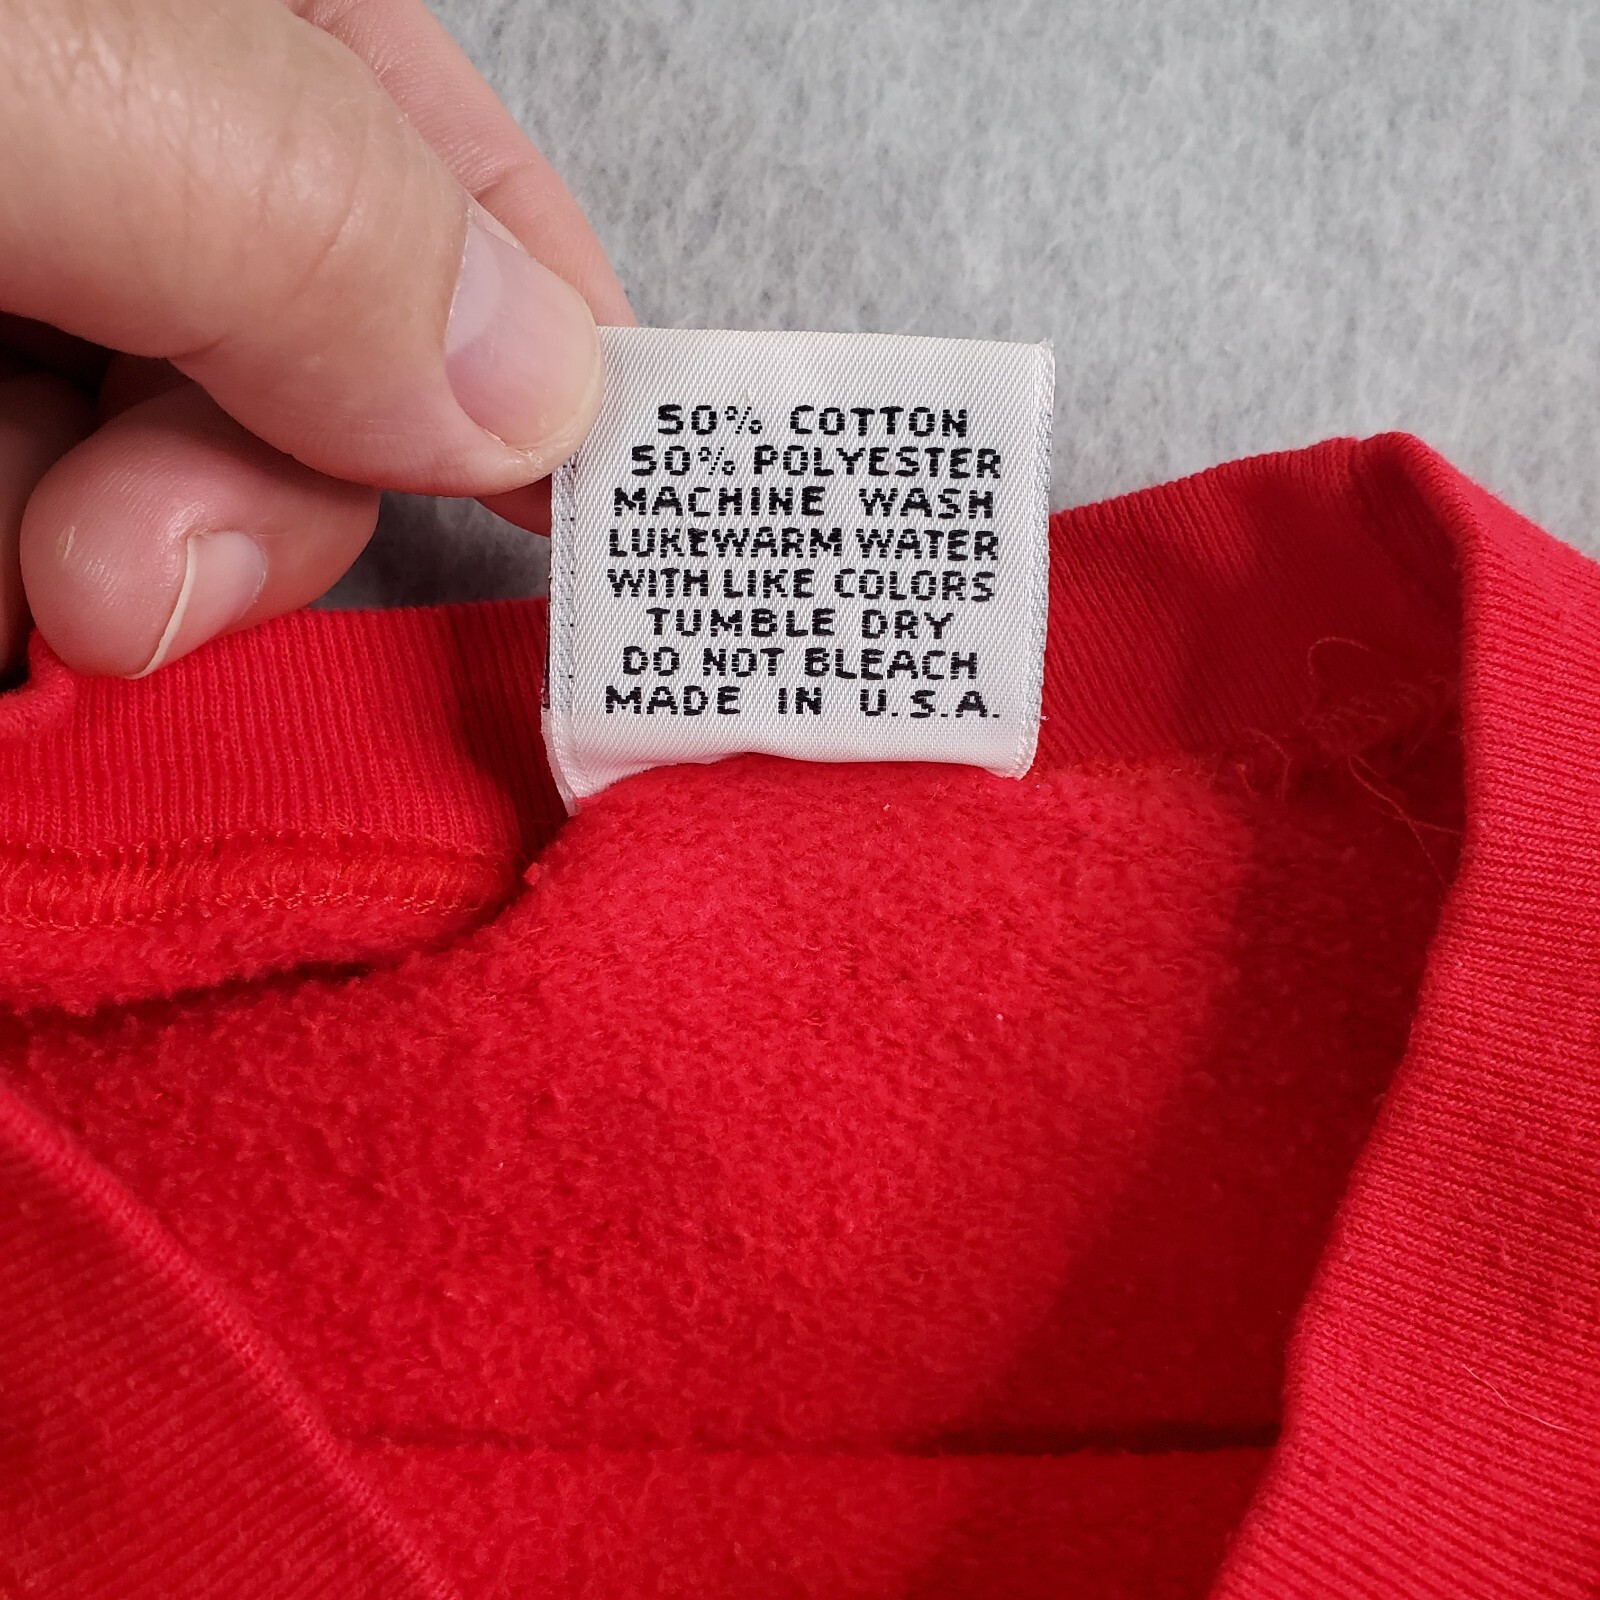 50% COTTON
50% POLYESTER
MACHINE WASH
LUKEWARM WATER
WITH LIKE COLORS
TUMBLE DRY
DO NOT BLEACH
MADE IN U.S.A.